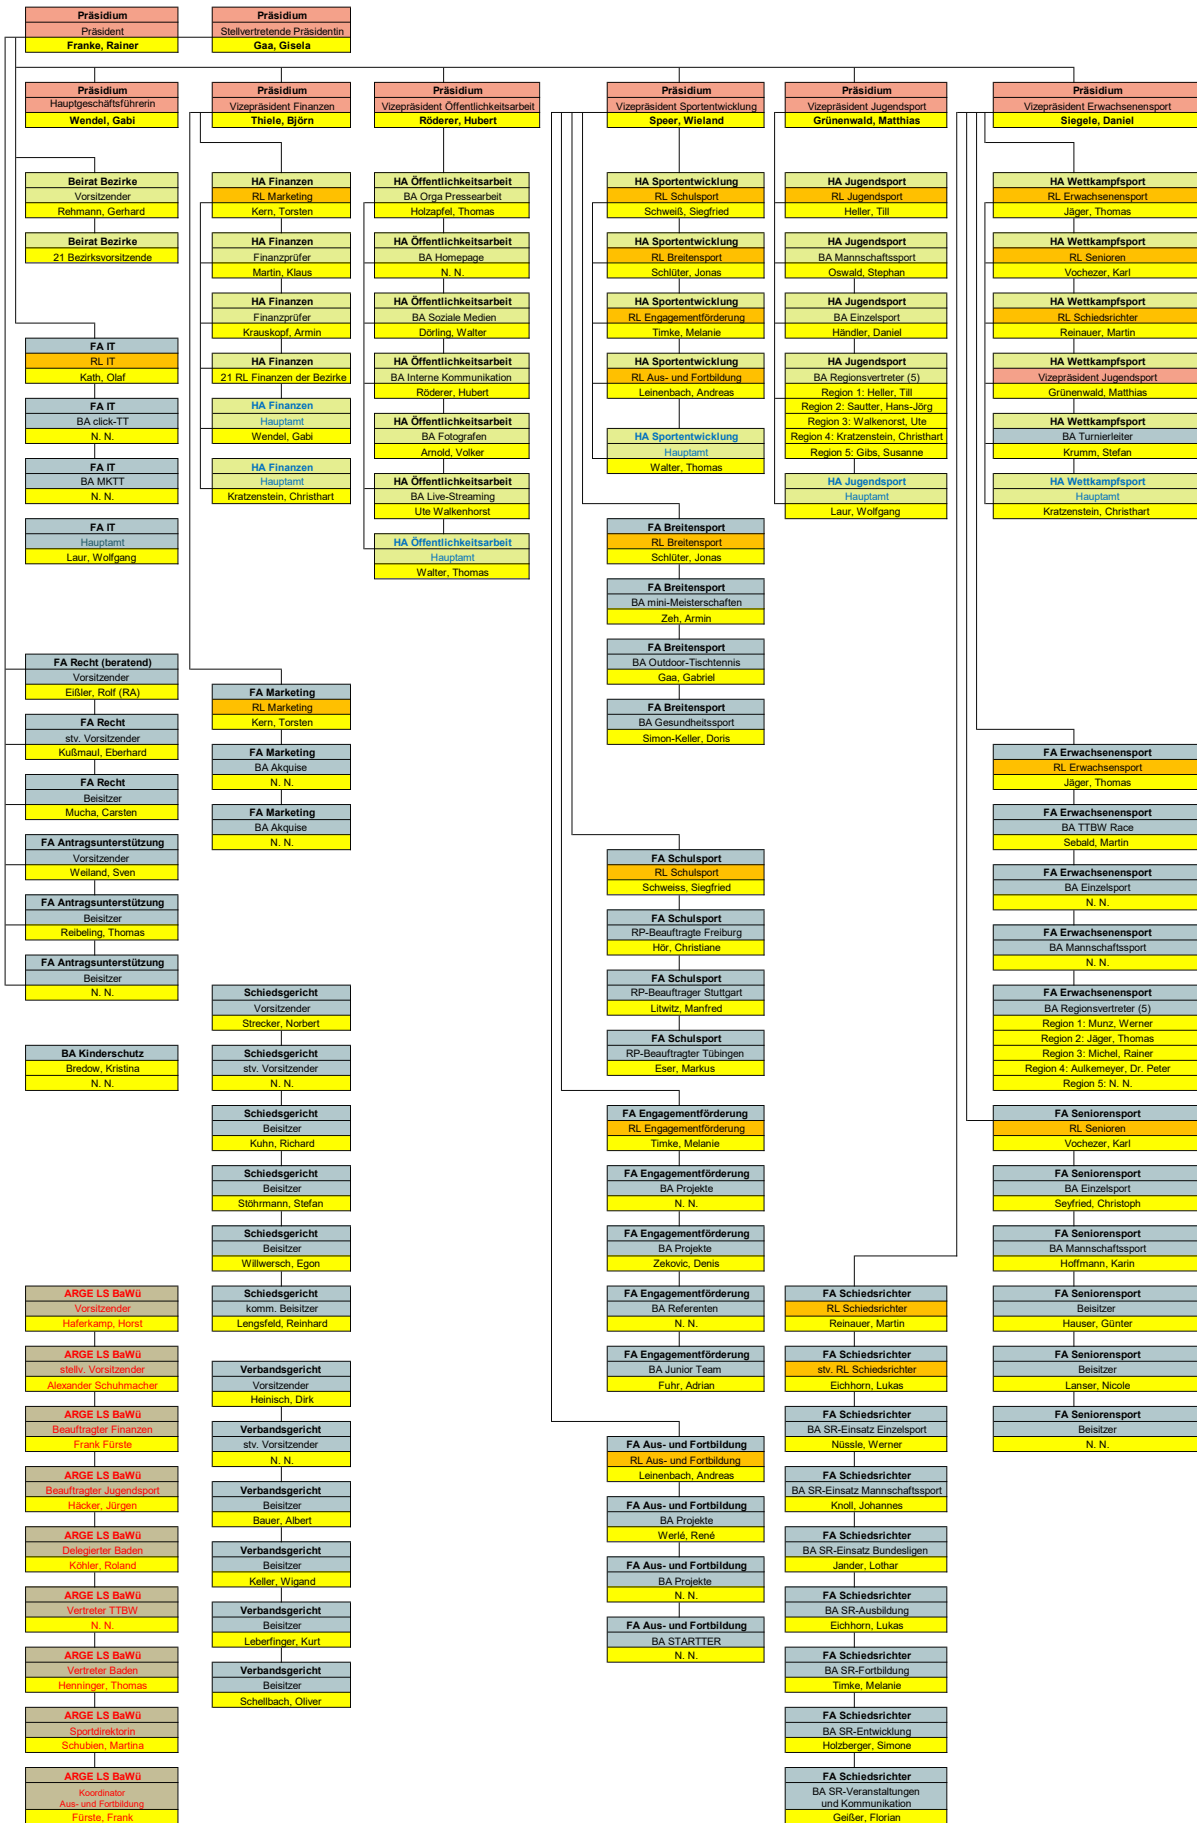 Präsidium
Präsident
Franke, Rainer
Präsidium
Stellvertretende Präsidentin
Gaa, Gisela
Präsidium
Hauptgeschäftsführerin
Wendel, Gabi
Präsidium
Vizepräsident Finanzen
Thiele, Björn
Präsidium
Vizepräsident Öffentlichkeitsarbeit
Röderer, Hubert
Präsidium
Vizepräsident Sportentwicklung
Speer, Wieland
Präsidium
Vizepräsident Jugendsport
Grünenwald, Matthias
Präsidium
Vizepräsident Erwachsenensport
Siegele, Daniel
Beirat Bezirke
Vorsitzender
Rehmann, Gerhard
Beirat Bezirke
21 Bezirksvorsitzende
FA IT
RL IT
Kath, Olaf
FA IT
BA click-TT
N. N.
FA IT
BA MKTT
N. N.
FA IT
Hauptamt
Laur, Wolfgang
FA Recht (beratend)
Vorsitzender
Eißler, Rolf (RA)
FA Recht
stv. Vorsitzender
Kußmaul, Eberhard
FA Recht
Beisitzer
Mucha, Carsten
FA Antragsunterstützung
Vorsitzender
Weiland, Sven
FA Antragsunterstützung
Beisitzer
Reibeling, Thomas
FA Antragsunterstützung
Beisitzer
N. N.
BA Kinderschutz
Bredow, Kristina
N. N.
ARGE LS BaWü
Vorsitzender
Haferkamp, Horst
ARGE LS BaWü
stellv. Vorsitzender
Alexander Schuhmacher
ARGE LS BaWü
Beauftragter Finanzen
Frank Fürste
ARGE LS BaWü
Beauftragter Jugendsport
Häcker, Jürgen
ARGE LS BaWü
Delegierter Baden
Köhler, Roland
ARGE LS BaWü
Vertreter TTBW
N. N.
ARGE LS BaWü
Vertreter Baden
Henninger, Thomas
ARGE LS BaWü
Sportdirektorin
Schubien, Martina
ARGE LS BaWü
Koordinator
Aus- und Fortbildung
Fürste, Frank
HA Finanzen
RL Marketing
Kern, Torsten
HA Finanzen
Finanzprüfer
Martin, Klaus
HA Finanzen
Finanzprüfer
Krauskopf, Armin
HA Finanzen
21 RL Finanzen der Bezirke
HA Finanzen
Hauptamt
Wendel, Gabi
HA Finanzen
Hauptamt
Kratzenstein, Christhart
FA Marketing
RL Marketing
Kern, Torsten
FA Marketing
BA Akquise
N. N.
FA Marketing
BA Akquise
N. N.
Schiedsgericht
Vorsitzender
Strecker, Norbert
Schiedsgericht
stv. Vorsitzender
N. N.
Schiedsgericht
Beisitzer
Kuhn, Richard
Schiedsgericht
Beisitzer
Stöhrmann, Stefan
Schiedsgericht
Beisitzer
Willwersch, Egon
Schiedsgericht
komm. Beisitzer
Lengsfeld, Reinhard
Verbandsgericht
Vorsitzender
Heinisch, Dirk
Verbandsgericht
stv. Vorsitzender
N. N.
Verbandsgericht
Beisitzer
Bauer, Albert
Verbandsgericht
Beisitzer
Keller, Wigand
Verbandsgericht
Beisitzer
Leberfinger, Kurt
Verbandsgericht
Beisitzer
Schellbach, Oliver
HA Öffentlichkeitsarbeit
BA Orga Pressearbeit
Holzapfel, Thomas
HA Öffentlichkeitsarbeit
BA Homepage
N. N.
HA Öffentlichkeitsarbeit
BA Soziale Medien
Dörling, Walter
HA Öffentlichkeitsarbeit
BA Interne Kommunikation
Röderer, Hubert
HA Öffentlichkeitsarbeit
BA Fotografen
Arnold, Volker
HA Öffentlichkeitsarbeit
BA Live-Streaming
Ute Walkenhorst
HA Öffentlichkeitsarbeit
Hauptamt
Walter, Thomas
HA Sportentwicklung
RL Schulsport
Schweiß, Siegfried
HA Sportentwicklung
RL Breitensport
Schlüter, Jonas
HA Sportentwicklung
RL Engagementförderung
Timke, Melanie
HA Sportentwicklung
RL Aus- und Fortbildung
Leinenbach, Andreas
HA Sportentwicklung
Hauptamt
Walter, Thomas
FA Breitensport
RL Breitensport
Schlüter, Jonas
FA Breitensport
BA mini-Meisterschaften
Zeh, Armin
FA Breitensport
BA Outdoor-Tischtennis
Gaa, Gabriel
FA Breitensport
BA Gesundheitssport
Simon-Keller, Doris
FA Schulsport
RL Schulsport
Schweiss, Siegfried
FA Schulsport
RP-Beauftragte Freiburg
Hör, Christiane
FA Schulsport
RP-Beauftrager Stuttgart
Litwitz, Manfred
FA Schulsport
RP-Beauftragter Tübingen
Eser, Markus
FA Engagementförderung
RL Engagementförderung
Timke, Melanie
FA Engagementförderung
BA Projekte
N. N.
FA Engagementförderung
BA Projekte
Zekovic, Denis
FA Engagementförderung
BA Referenten
N. N.
FA Engagementförderung
BA Junior Team
Fuhr, Adrian
FA Aus- und Fortbildung
RL Aus- und Fortbildung
Leinenbach, Andreas
FA Aus- und Fortbildung
BA Projekte
Werlé, René
FA Aus- und Fortbildung
BA Projekte
N. N.
FA Aus- und Fortbildung
BA STARTTER
N. N.
HA Jugendsport
RL Jugendsport
Heller, Till
HA Jugendsport
BA Mannschaftssport
Oswald, Stephan
HA Jugendsport
BA Einzelsport
Händler, Daniel
HA Jugendsport
BA Regionsvertreter (5)
Region 1: Heller, Till
Region 2: Sautter, Hans-Jörg
Region 3: Walkenorst, Ute
Region 4: Kratzenstein, Christhart
Region 5: Gibs, Susanne
HA Jugendsport
Hauptamt
Laur, Wolfgang
FA Schiedsrichter
RL Schiedsrichter
Reinauer, Martin
FA Schiedsrichter
stv. RL Schiedsrichter
Eichhorn, Lukas
FA Schiedsrichter
BA SR-Einsatz Einzelsport
Nüssle, Werner
FA Schiedsrichter
BA SR-Einsatz Mannschaftssport
Knoll, Johannes
FA Schiedsrichter
BA SR-Einsatz Bundesligen
Jander, Lothar
FA Schiedsrichter
BA SR-Ausbildung
Eichhorn, Lukas
FA Schiedsrichter
BA SR-Fortbildung
Timke, Melanie
FA Schiedsrichter
BA SR-Entwicklung
Holzberger, Simone
FA Schiedsrichter
BA SR-Veranstaltungen
und Kommunikation
Geißer, Florian
HA Wettkampfsport
RL Erwachsenensport
Jäger, Thomas
HA Wettkampfsport
RL Senioren
Vochezer, Karl
HA Wettkampfsport
RL Schiedsrichter
Reinauer, Martin
HA Wettkampfsport
Vizepräsident Jugendsport
Grünenwald, Matthias
HA Wettkampfsport
BA Turnierleiter
Krumm, Stefan
HA Wettkampfsport
Hauptamt
Kratzenstein, Christhart
FA Erwachsenensport
RL Erwachsensport
Jäger, Thomas
FA Erwachsenensport
BA TTBW Race
Sebald, Martin
FA Erwachsenensport
BA Einzelsport
N. N.
FA Erwachsenensport
BA Mannschaftssport
N. N.
FA Erwachsenensport
BA Regionsvertreter (5)
Region 1: Munz, Werner
Region 2: Jäger, Thomas
Region 3: Michel, Rainer
Region 4: Aulkemeyer, Dr. Peter
Region 5: N. N.
FA Seniorensport
RL Senioren
Vochezer, Karl
FA Seniorensport
BA Einzelsport
Seyfried, Christoph
FA Seniorensport
BA Mannschaftssport
Hoffmann, Karin
FA Seniorensport
Beisitzer
Hauser, Günter
FA Seniorensport
Beisitzer
Lanser, Nicole
FA Seniorensport
Beisitzer
N. N.